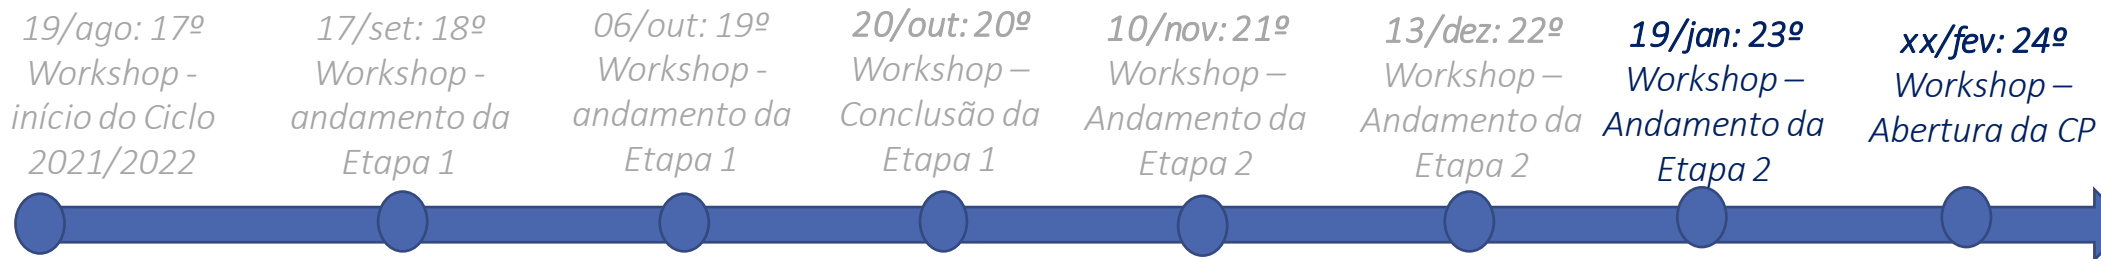 19/ago: 17º
Workshop -
início do Ciclo
2021/2022
17/set: 18º
Workshop -
andamento da
Etapa 1
06/out: 19º
Workshop -
andamento da
Etapa 1
20/out: 20º
Workshop –
Conclusão da
Etapa 1
10/nov: 21º
Workshop –
Andamento da
Etapa 2
13/dez: 22º
Workshop –
Andamento da
Etapa 2
19/jan: 23º
Workshop –
Andamento da
Etapa 2
xx/fev: 24º
Workshop –
Abertura da CP